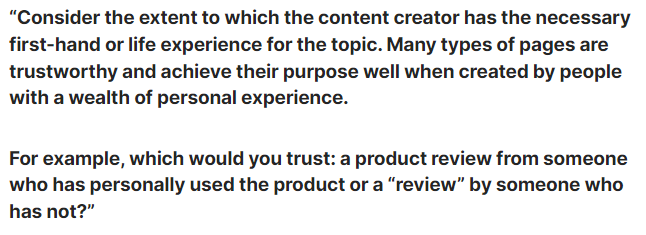 “Consider the extent to which the content creator has the necessary
first-hand or life experience for the topic. Many types of pages are
trustworthy and achieve their purpose well when created by people
with a wealth of personal experience.
For example, which would you trust: a product review from someone
who has personally used the product or a “review” by someone who
has not?”